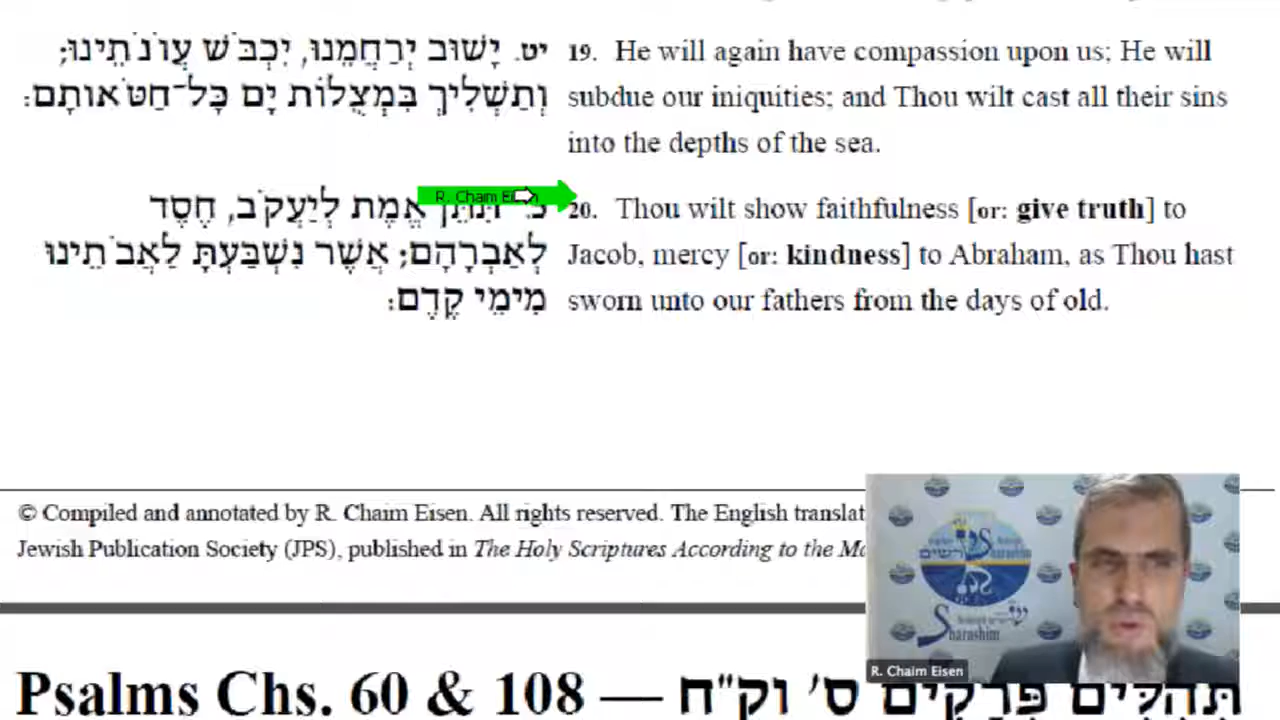 יט. יָשׁוּב יְרַחֲמֵנוּ, יִכְבֹּשׁ עֲוֹנֹתֵינוּ;
וְתַשְׁלִיךְ בִּמְצֻלוֹת יָם כָּל־חַטֹּאותָם:
19. He will again have compassion upon us; He will
subdue our iniquities; and Thou wilt cast all their sins
into the depths of the sea.
R. Chaim
אֱמֶת לְיַעֲקֹב, חֶסֶד
לְאַבְרָהָם; אֲשֶׁר נִשְׁבַּעְתָּ לַאֲבֹתֵינוּ
מִימֵי קֶדֶם:
20. Thou wilt show faithfulness [or: give truth] to
Jacob, mercy [or: kindness] to Abraham, as Thou hast
sworn unto our fathers from the days of old.
© Compiled and annotated by R. Chaim Eisen. All rights reserved. The English translat
Jewish Publication Society (JPS), published in The Holy Scriptures According to the Ma
שרשים
Sharashim
Sharashim
R. Chaim Eisen
Psalms Chs. 60 & 108 — תְּהִלִּים פְּרָקִים ס' וק"ח